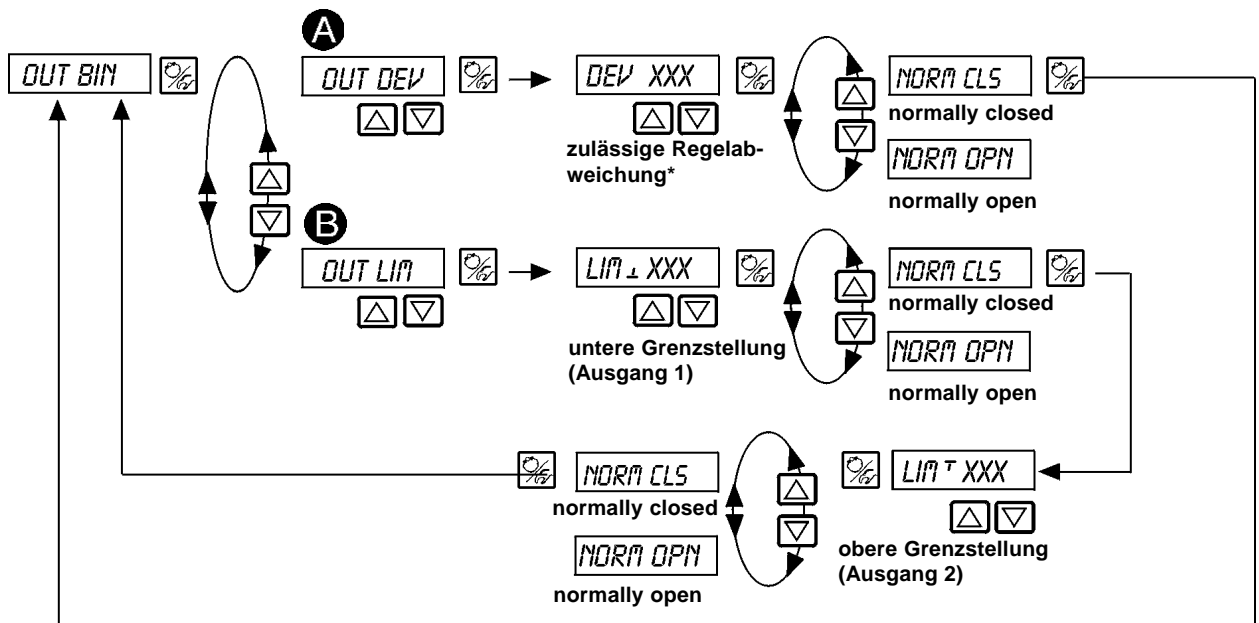 A
OUT BIN
OUT DEV
DEV XXX
zulässige Regelab-
weichung*
NORM CLS
normally closed
NORM OPN
normally open
B
OUT LIM
LIM ⊥ XXX
untere Grenzstellung
(Ausgang 1)
NORM CLS
normally closed
NORM OPN
normally open
LIM ⊤ XXX
obere Grenzstellung
(Ausgang 2)
NORM CLS
normally closed
NORM OPN
normally open